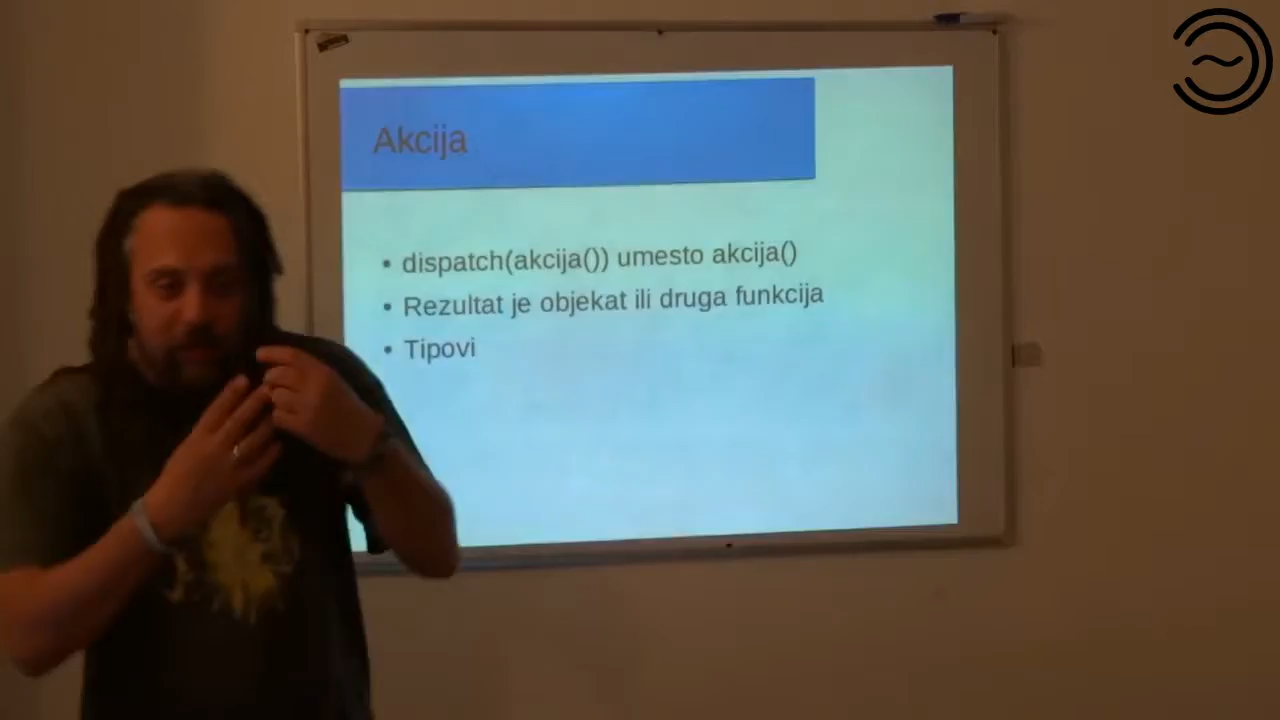 Akcija
• dispatch(akcija()) umesto akcija()
• Rezultat je objekat ili druga funkcija
• Tipovi